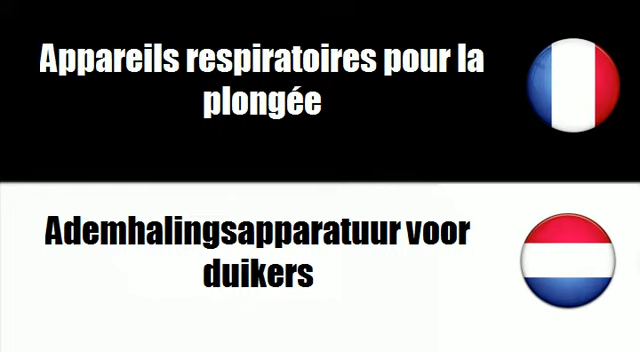 Appareils respiratoires pour la
plongée
Ademhalingsapparatuur voor
duikers